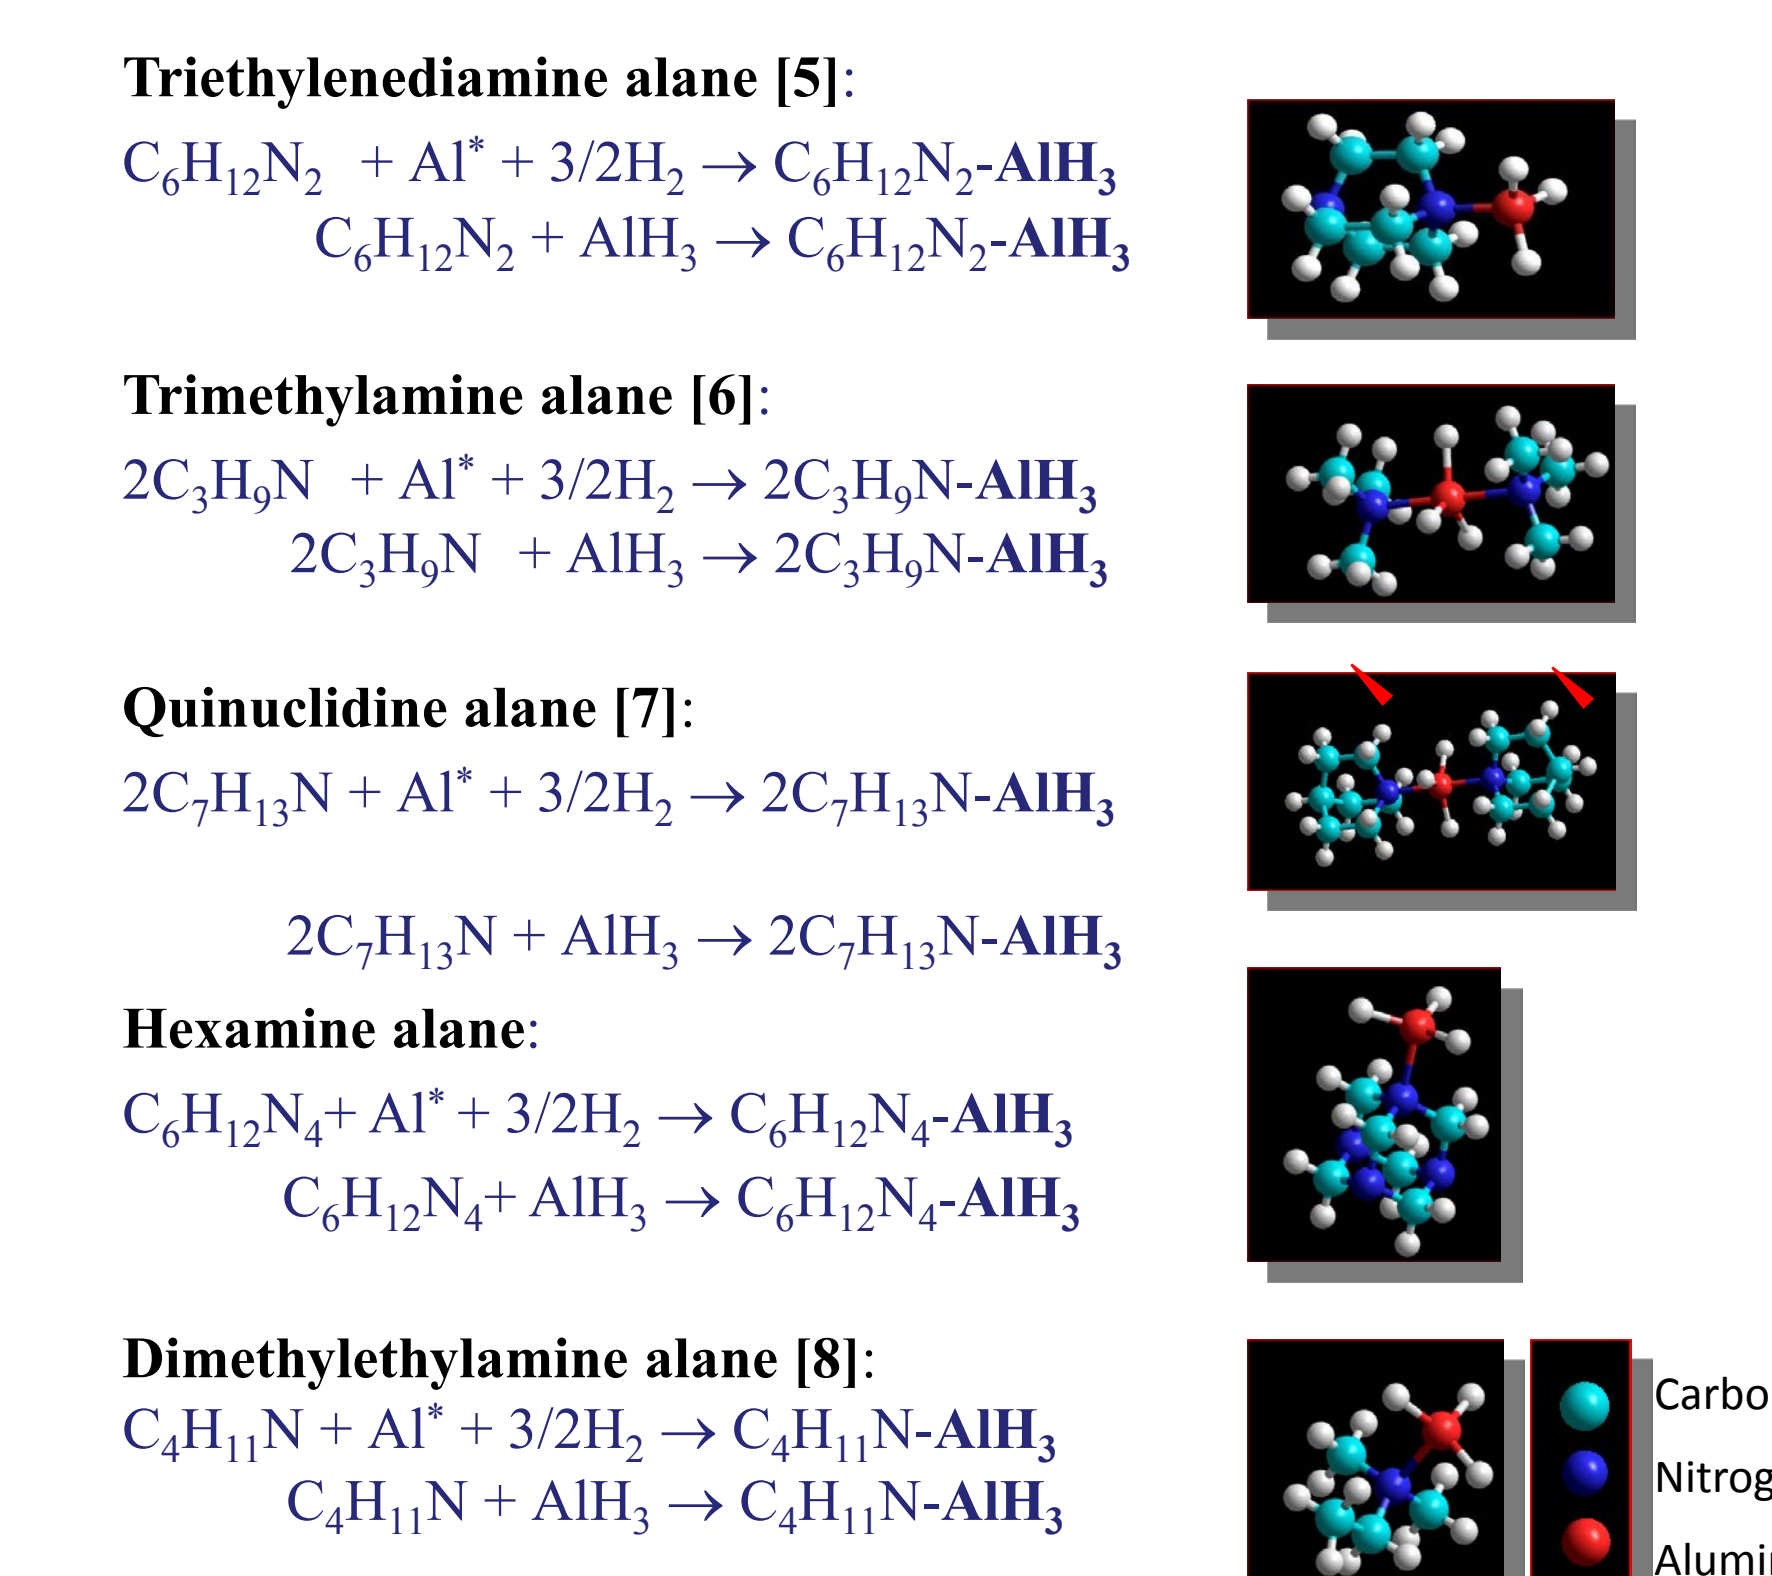 Triethylenediamine alane [5]:
C₆H₁₂N₂ + Al* + 3/2H₂ → C₆H₁₂N₂-AlH₃
C₆H₁₂N₂ + AlH₃ → C₆H₁₂N₂-AlH₃
Trimethylamine alane [6]:
2C₃H₉N + Al* + 3/2H₂ → 2C₃H₉N-AlH₃
2C₃H₉N + AlH₃ → 2C₃H₉N-AlH₃
Quinuclidine alane [7]:
2C₇H₁₃N + Al* + 3/2H₂ → 2C₇H₁₃N-AlH₃
2C₇H₁₃N + AlH₃ → 2C₇H₁₃N-AlH₃
Hexamine alane:
C₆H₁₂N₄+ Al* + 3/2H₂ → C₆H₁₂N₄-AlH₃
C₆H₁₂N₄+ AlH₃ → C₆H₁₂N₄-AlH₃
Dimethylethylamine alane [8]:
C₄H₁₁N + Al* + 3/2H₂ → C₄H₁₁N-AlH₃
C₄H₁₁N + AlH₃ → C₄H₁₁N-AlH₃
Carbo
Nitrog
Alumin